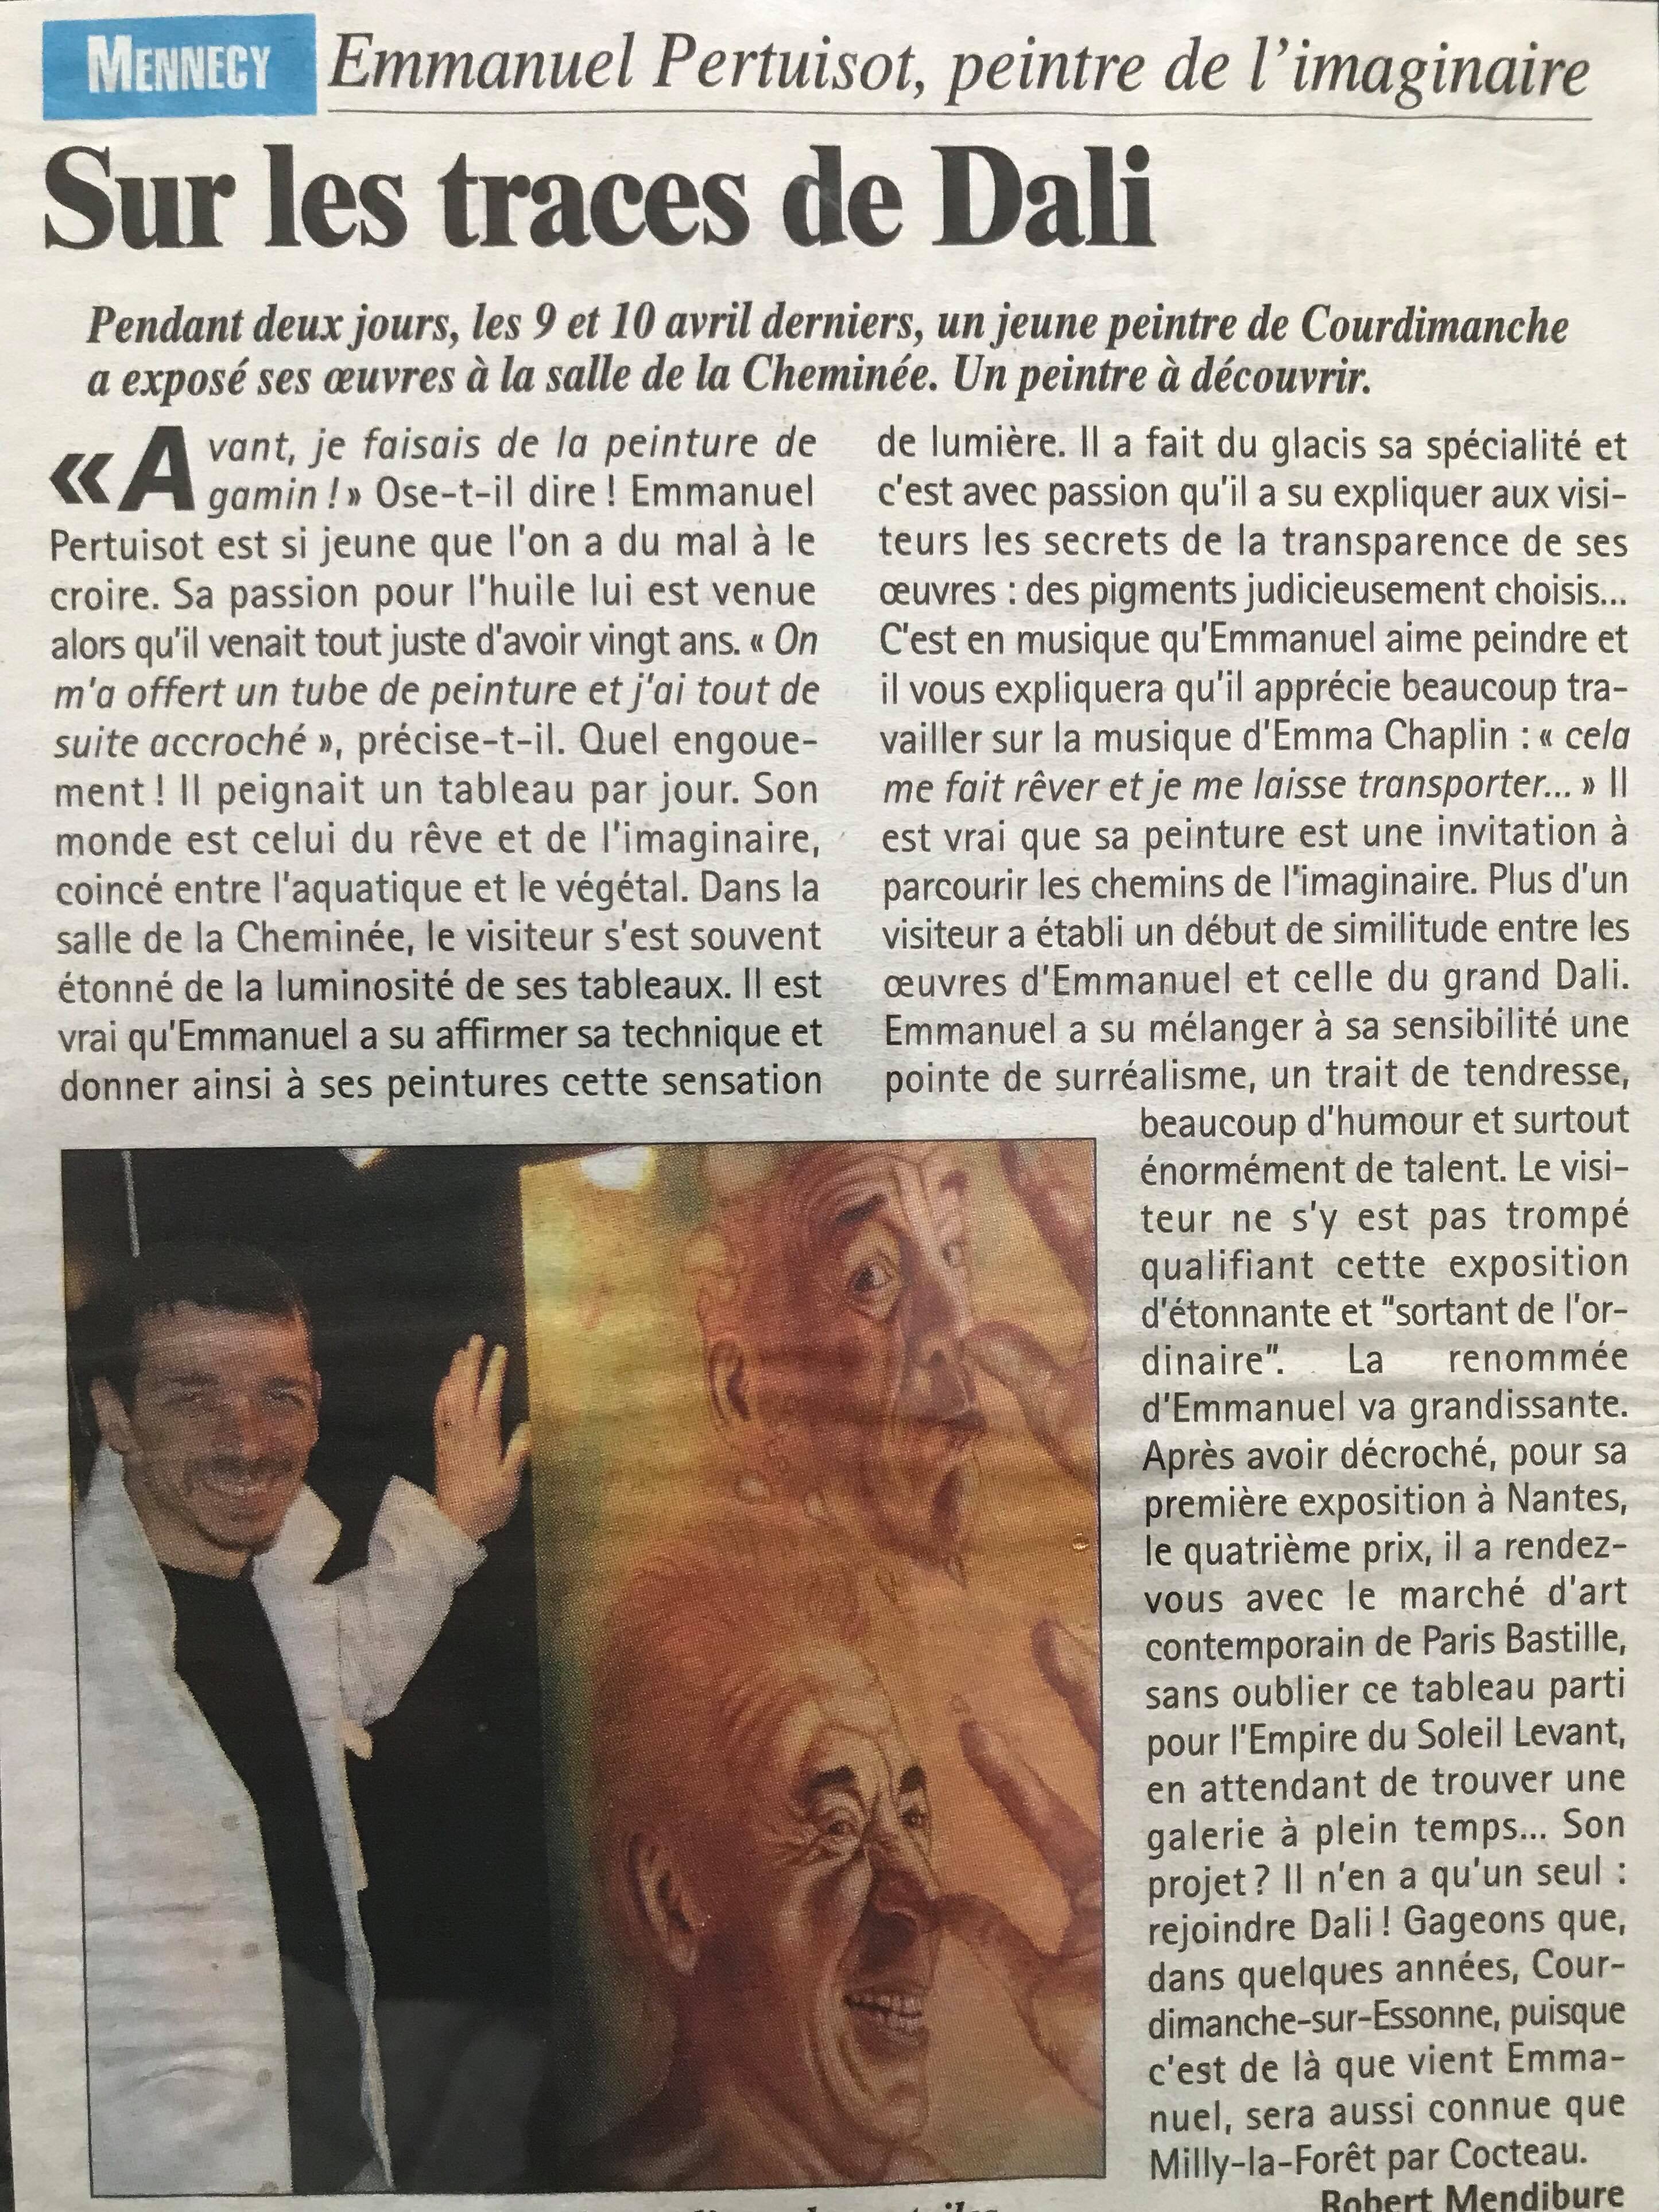 MENNECY Emmanuel Pertuisot, peintre de l'imaginaire
Sur les traces de Dali
Pendant deux jours, les 9 et 10 avril derniers, un jeune peintre de Courdimanche
a exposé ses œuvres à la salle de la Cheminée. Un peintre à découvrir.
«Avant, je faisais de la peinture de
gamin !» Ose-t-il dire ! Emmanuel
Pertuisot est si jeune que l'on a du mal à le
croire. Sa passion pour l'huile lui est venue
alors qu'il venait tout juste d'avoir vingt ans. « On
m'a offert un tube de peinture et j'ai tout de
suite accroché », précise-t-il. Quel engoue-
ment ! Il peignait un tableau par jour. Son
monde est celui du rêve et de l'imaginaire,
coincé entre l'aquatique et le végétal. Dans la
salle de la Cheminée, le visiteur s'est souvent
étonné de la luminosité de ses tableaux. Il est
vrai qu'Emmanuel a su affirmer sa technique et
donner ainsi à ses peintures cette sensation
de lumière. Il a fait du glacis sa spécialité et
c'est avec passion qu'il a su expliquer aux visi-
teurs les secrets de la transparence de ses
œuvres : des pigments judicieusement choisis...
C'est en musique qu'Emmanuel aime peindre et
il vous expliquera qu'il apprécie beaucoup tra-
vailler sur la musique d'Emma Chaplin : « cela
me fait rêver et je me laisse transporter... » Il
est vrai que sa peinture est une invitation à
parcourir les chemins de l'imaginaire. Plus d'un
visiteur a établi un début de similitude entre les
œuvres d'Emmanuel et celle du grand Dali.
Emmanuel a su mélanger à sa sensibilité une
pointe de surréalisme, un trait de tendresse,
beaucoup d'humour et surtout
énormément de talent. Le visi-
teur ne s'y est pas trompé
qualifiant cette exposition
d'étonnante et "sortant de l'or-
dinaire". La renommée
d'Emmanuel va grandissante.
Après avoir décroché, pour sa
première exposition à Nantes,
le quatrième prix, il a rendez-
vous avec le marché d'art
contemporain de Paris Bastille,
sans oublier ce tableau parti
pour l'Empire du Soleil Levant,
en attendant de trouver une
galerie à plein temps... Son
projet ? Il n'en a qu'un seul :
rejoindre Dali ! Gageons que,
dans quelques années, Cour-
dimanche-sur-Essonne, puisque
c'est de là que vient Emma-
nuel, sera aussi connue que
Milly-la-Forêt par Cocteau.
Robert Mendibure